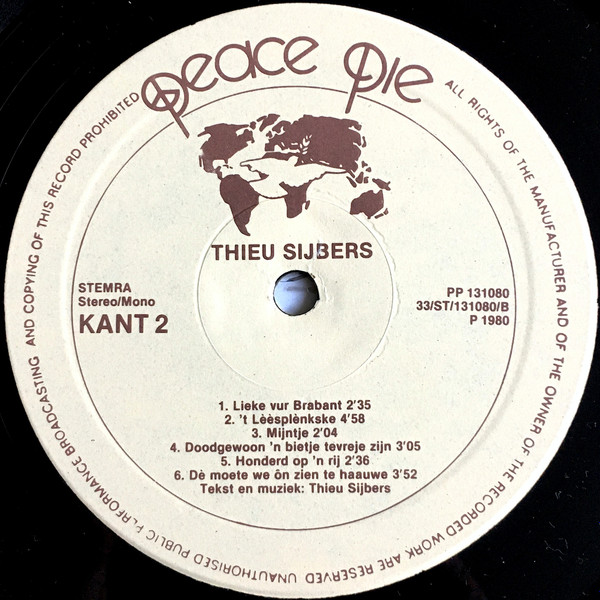 Peace Pie
ALL RIGHTS OF THE MANUFACTURER AND OF THE OWNER OF THE RECORDED WORK ARE RESERVED UNAUTHORISED PUBLIC PERFORMANCE BROADCASTING AND COPYING OF THIS RECORD PROHIBITED
THIEU SIJBERS
STEMRA
Stereo/Mono
KANT 2
PP 131080
33/ST/131080/B
P 1980
1. Lieke vur Brabant 2'35
2. 't Lèèsplènkske 4'58
3. Mijntje 2'04
4. Doodgewoon 'n bietje tevreje zijn 3'05
5. Honderd op 'n rij 2'36
6. Dè moete we ôn zien te haauwe 3'52
Tekst en muziek: Thieu Sijbers